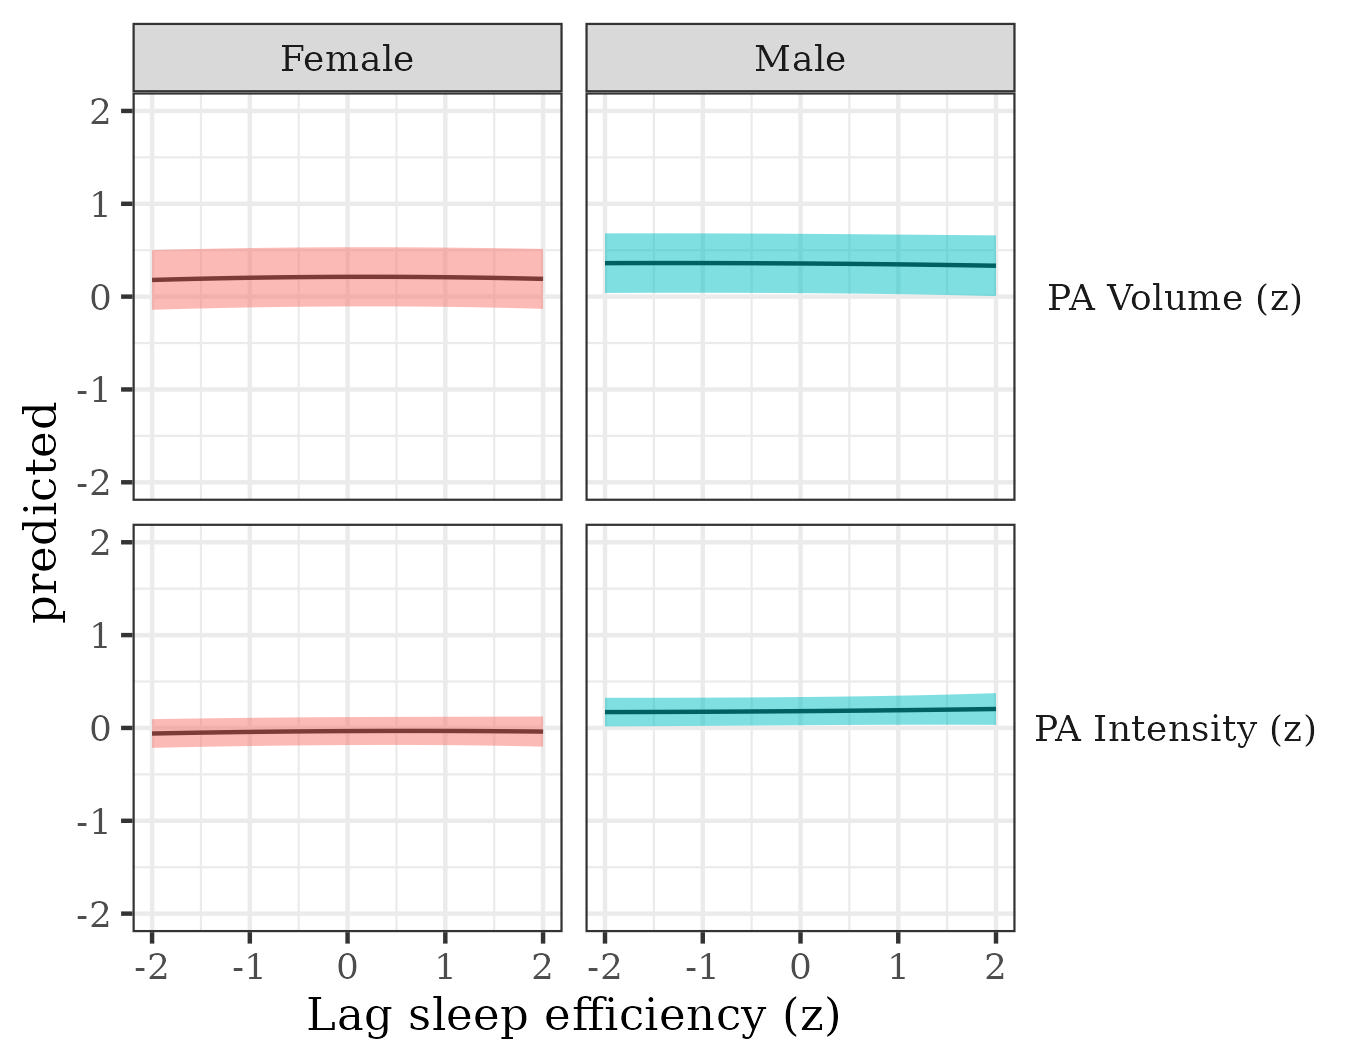 Female Male
2
1
0
-1
-2
PA Volume (z)
predicted
2
1
0
-1
-2
PA Intensity (z)
-2 -1 0 1 2 -2 -1 0 1 2
Lag sleep efficiency (z)